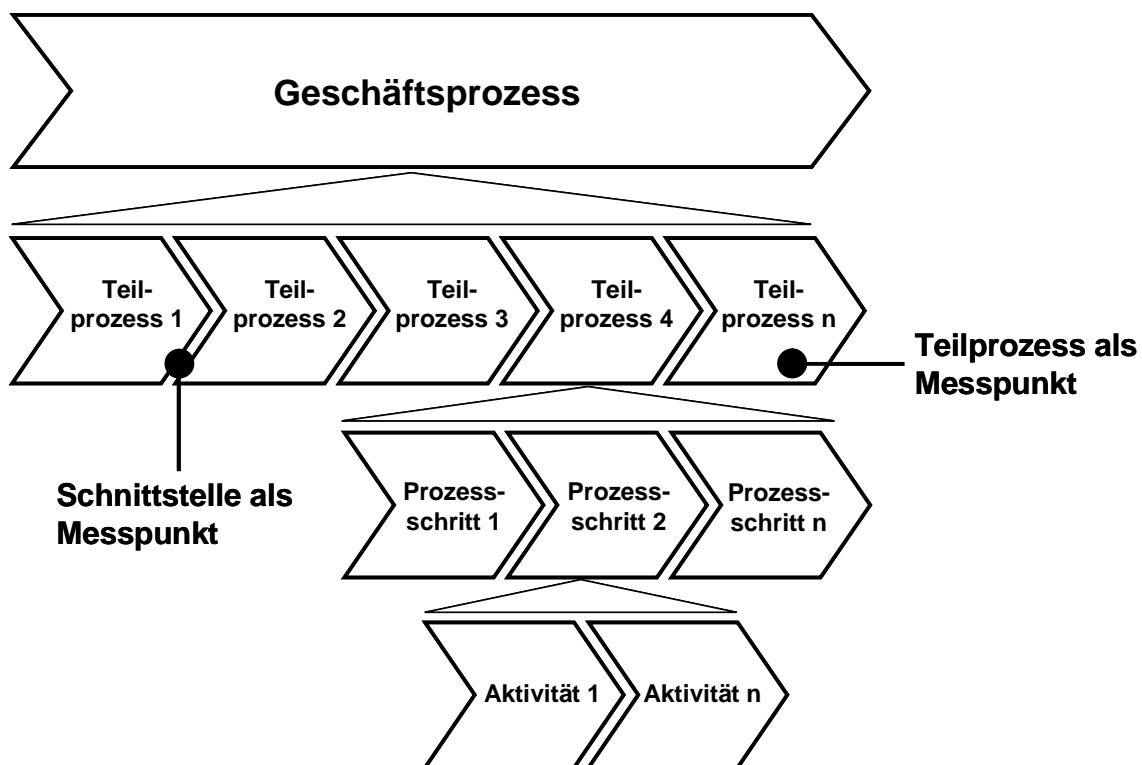 Geschäftsprozess
Teil-
prozess 1
Teil-
prozess 2
Teil-
prozess 3
Teil-
prozess 4
Teil-
prozess n
Teilprozess als
Messpunkt
Schnittstelle als
Messpunkt
Prozess-
schritt 1
Prozess-
schritt 2
Prozess-
schritt n
Aktivität 1
Aktivität n